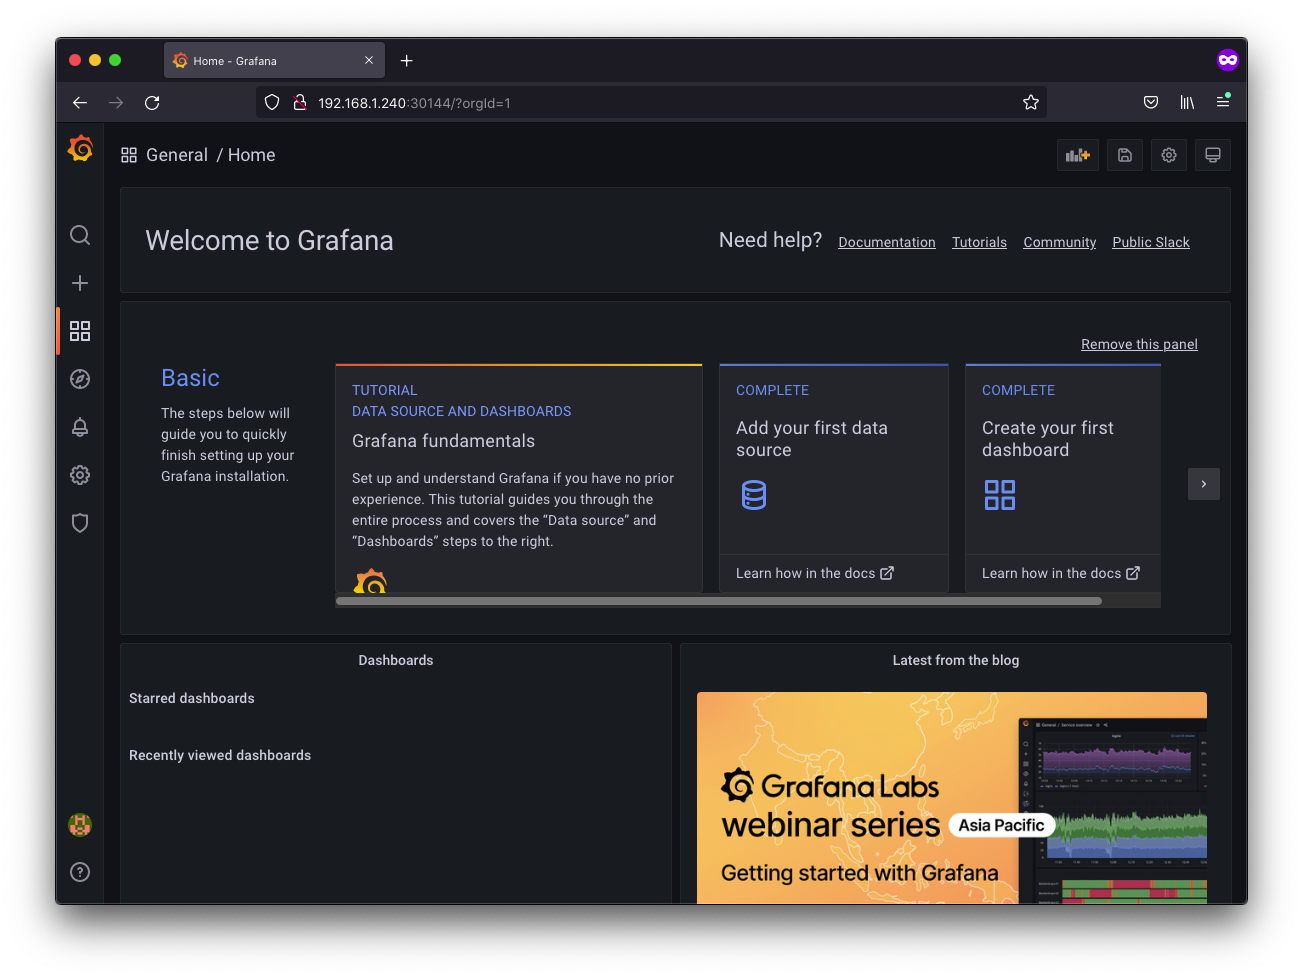 Home - Grafana
192.168.1.240:30144/?orgId=1
General / Home
Welcome to Grafana
Need help? Documentation Tutorials Community Public Slack
Remove this panel
Basic
The steps below will
guide you to quickly
finish setting up your
Grafana installation.
TUTORIAL
DATA SOURCE AND DASHBOARDS
Grafana fundamentals
Set up and understand Grafana if you have no prior
experience. This tutorial guides you through the
entire process and covers the “Data source” and
“Dashboards” steps to the right.
COMPLETE
Add your first data
source
Learn how in the docs
COMPLETE
Create your first
dashboard
Learn how in the docs
Dashboards
Starred dashboards
Recently viewed dashboards
Latest from the blog
Grafana Labs
webinar series Asia Pacific
Getting started with Grafana
General / Service overview